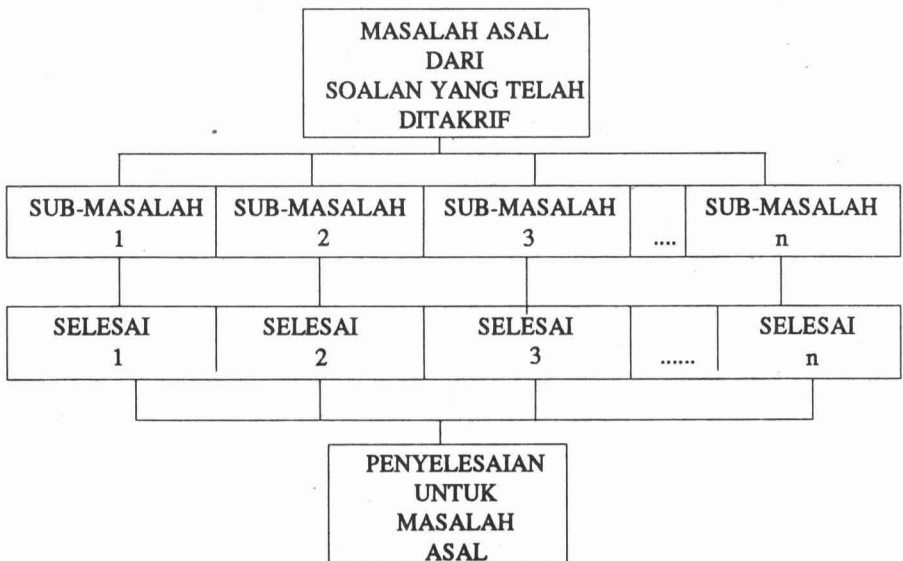 MASALAH ASAL
DARI
SOALAN YANG TELAH
DITAKRIF
SUB-MASALAH SUB-MASALAH SUB-MASALAH SUB-MASALAH
1 2 3 .... n
SELESAI SELESAI SELESAI SELESAI
1 2 3 ...... n
PENYELESAIAN
UNTUK
MASALAH
ASAL